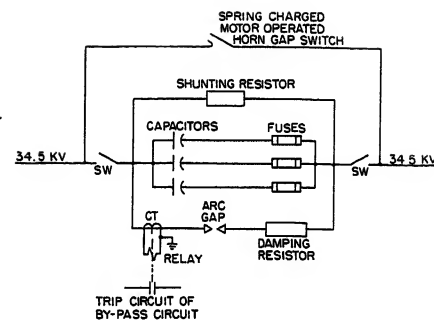 SPRING CHARGED
MOTOR OPERATED
HORN GAP SWITCH
SHUNTING RESISTOR
CAPACITORS
FUSES
34.5 KV
SW
SW
34.5 KV
CT
ARC
GAP
RELAY
DAMPING
RESISTOR
TRIP CIRCUIT OF
BY-PASS CIRCUIT